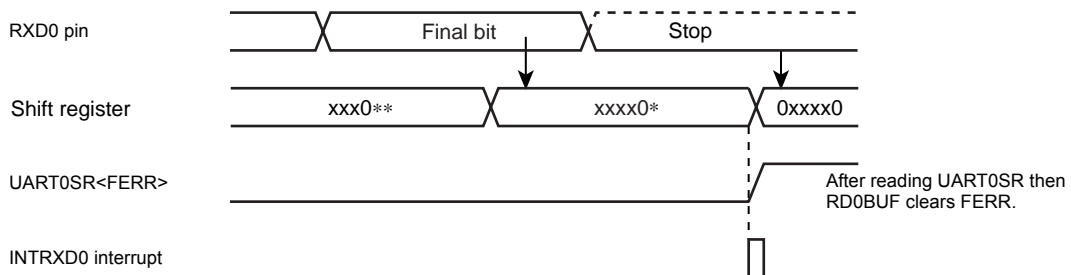 RXD0 pin
Final bit
Stop
Shift register
xxx0**
xxxx0*
0xxxx0
UART0SR<FERR>
After reading UART0SR then
RD0BUF clears FERR.
INTRXD0 interrupt